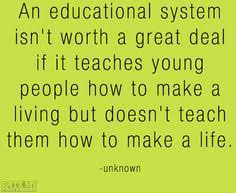 An educational system
isn't worth a great deal
if it teaches young
people how to make a
living but doesn't teach
them how to make a life.
-unknown